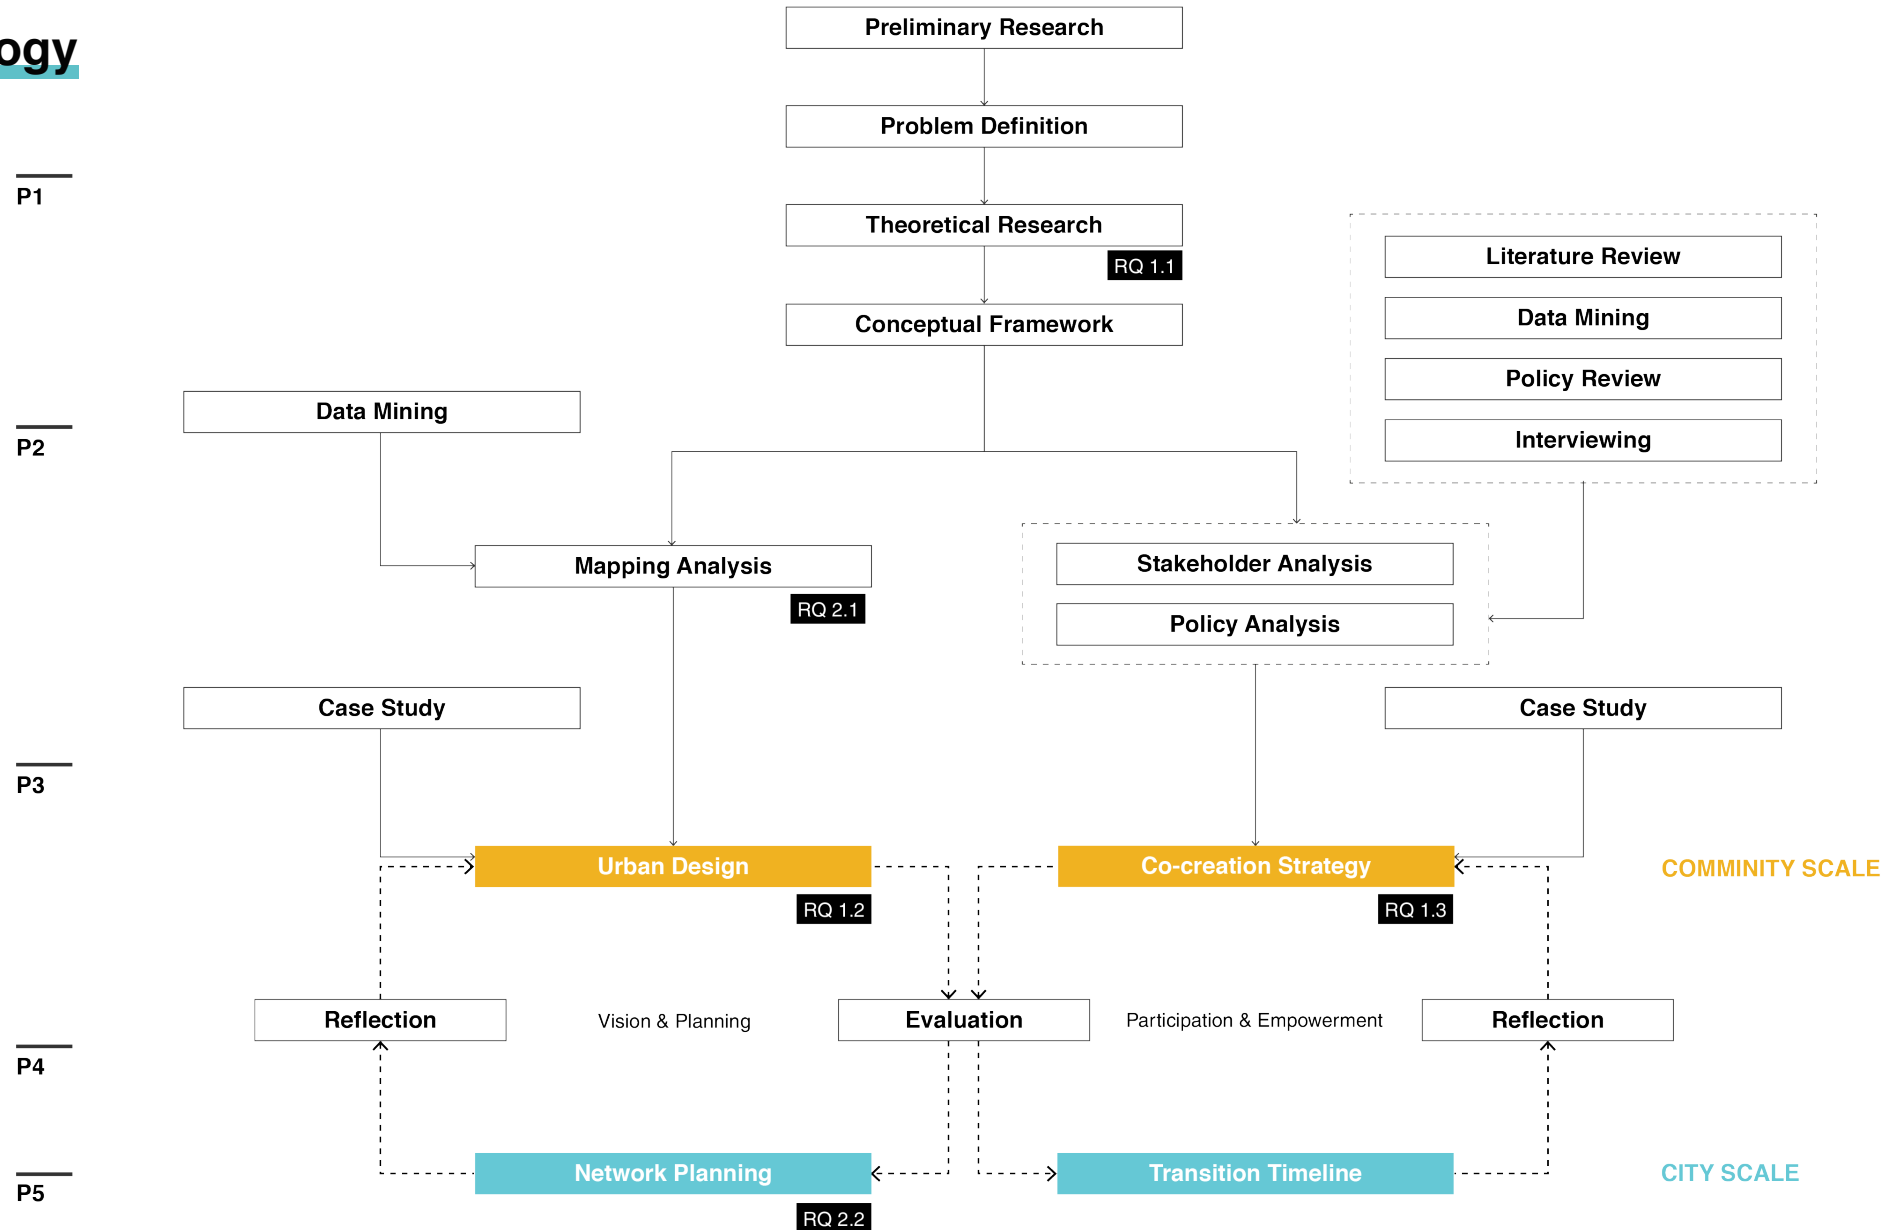 ogy
Preliminary Research
Problem Definition
P1
Theoretical Research
RQ 1.1
Conceptual Framework
Literature Review
Data Mining
Policy Review
Interviewing
Data Mining
P2
Mapping Analysis
RQ 2.1
Stakeholder Analysis
Policy Analysis
Case Study
Case Study
P3
Urban Design
RQ 1.2
Co-creation Strategy
RQ 1.3
COMMINITY SCALE
Reflection
Vision & Planning
Evaluation
Participation & Empowerment
Reflection
P4
Network Planning
RQ 2.2
Transition Timeline
CITY SCALE
P5